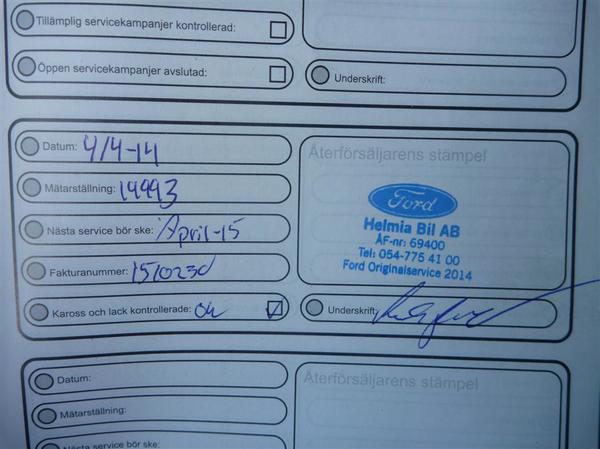 Tillämplig servicekampanjer kontrollerad:
Öppen servicekampanjer avslutad:
Underskrift:
Datum: 4/4-14
Mätarställning: 19993
Nästa service bör ske: April-15
Fakturanummer:
Kaross och lack kontrollerade: ok
Återförsäljarens stämpel
Ford
Helmia Bil AB
ÅF-nr: 69400
Tel: 054-775 41 00
Ford Originalservice 2014
Underskrift:
Datum:
Mätarställning:
Nästa service bör ske:
Återförsäljarens stämpel